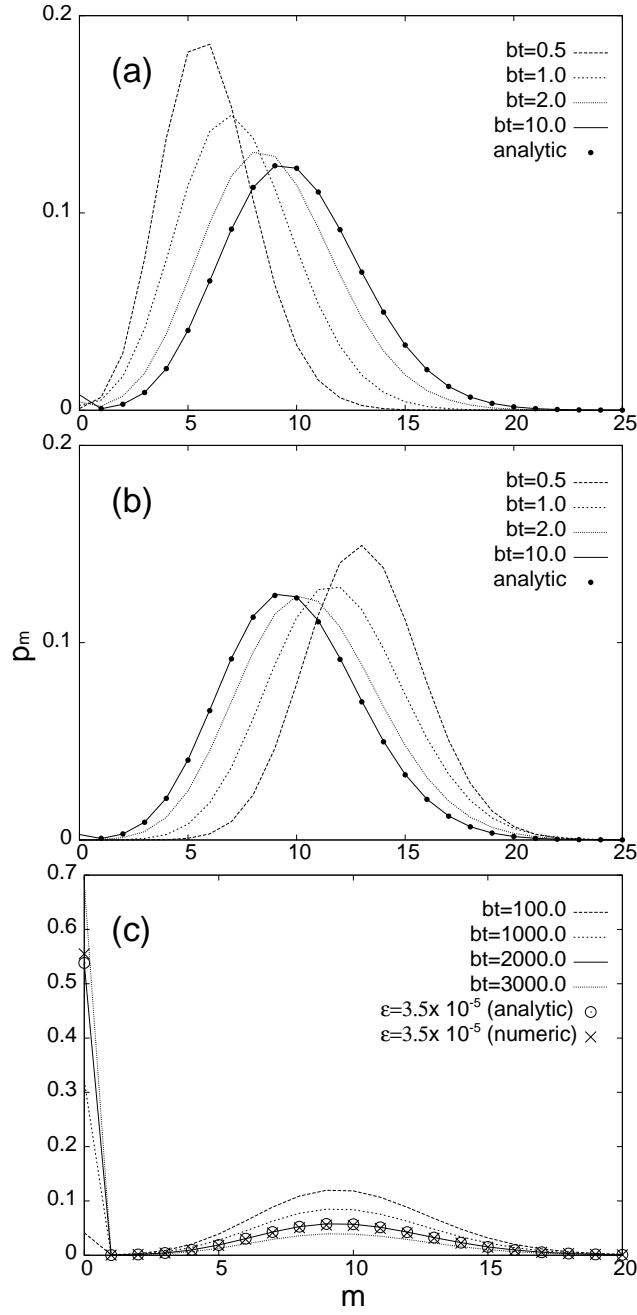 (a)
bt=0.5
bt=1.0
bt=2.0
bt=10.0
analytic
0.2
0.1
0
0 5 10 15 20 25
(b)
bt=0.5
bt=1.0
bt=2.0
bt=10.0
analytic
0.2
0.1
0
pm
0 5 10 15 20 25
(c)
bt=100.0
bt=1000.0
bt=2000.0
bt=3000.0
ε=3.5x 10⁻⁵ (analytic)
ε=3.5x 10⁻⁵ (numeric)
0.7
0.6
0.5
0.4
0.3
0.2
0.1
0
0 5 10 15 20
m